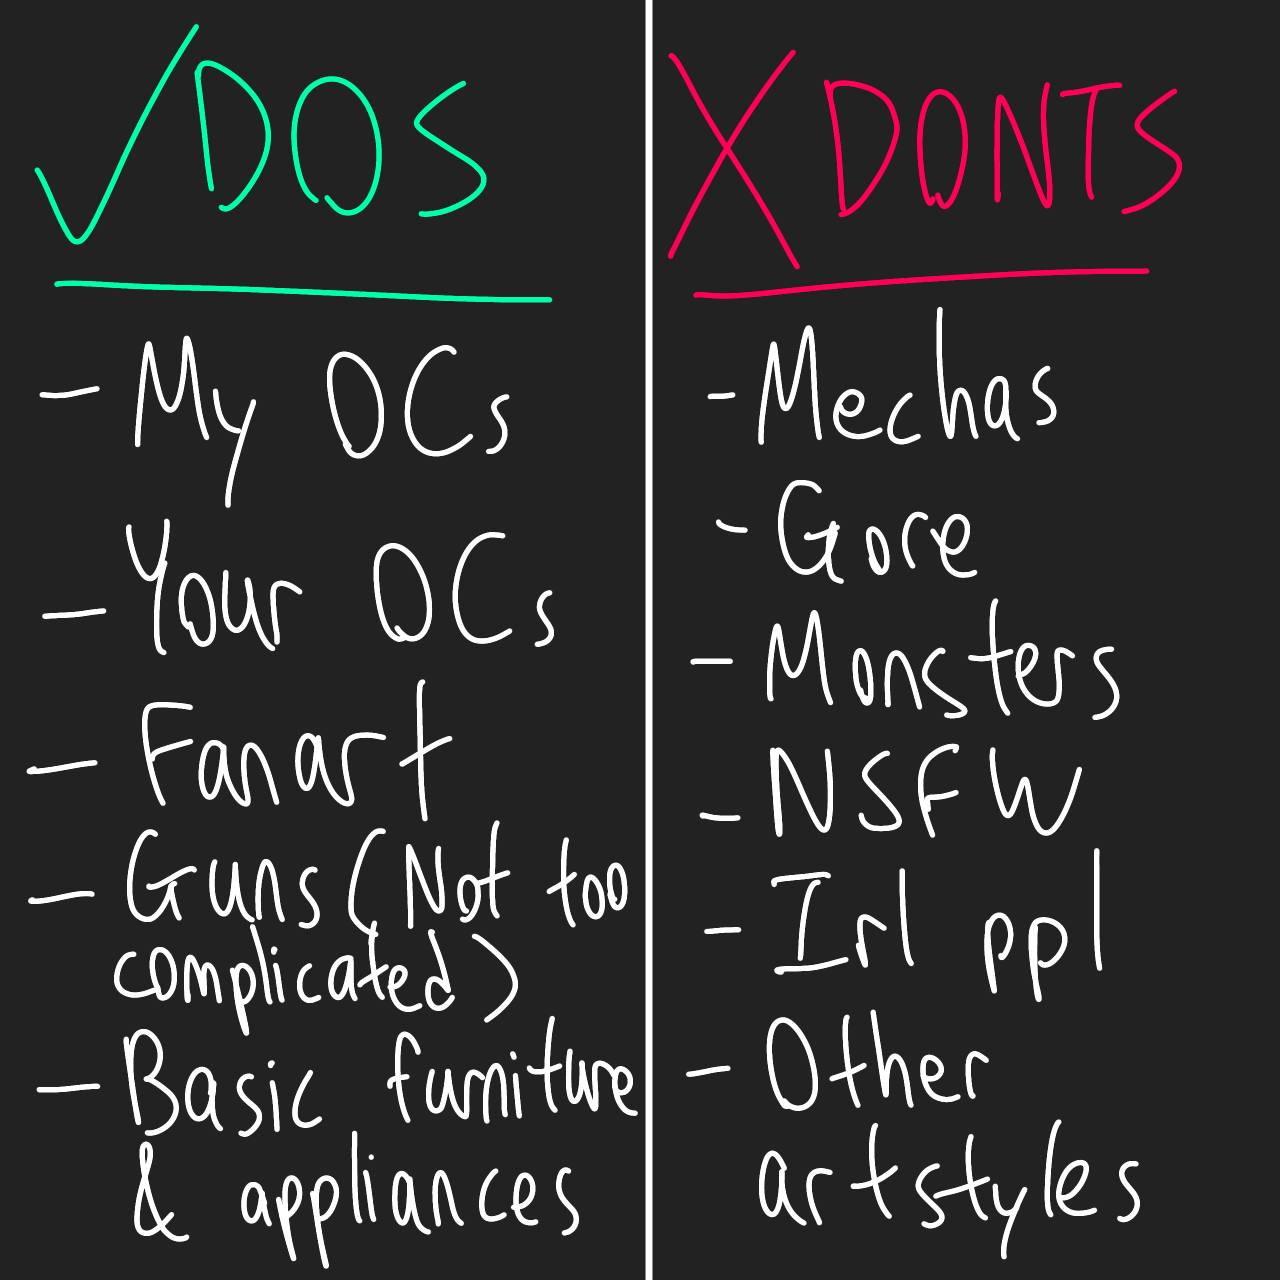 DOS
- My OCs
- Your OCs
- Fanart
- Guns (Not too
complicated)
- Basic furniture
& appliances
X DONTS
- Mechas
- Gore
- Monsters
- NSFW
- Irl ppl
- Other
artstyles